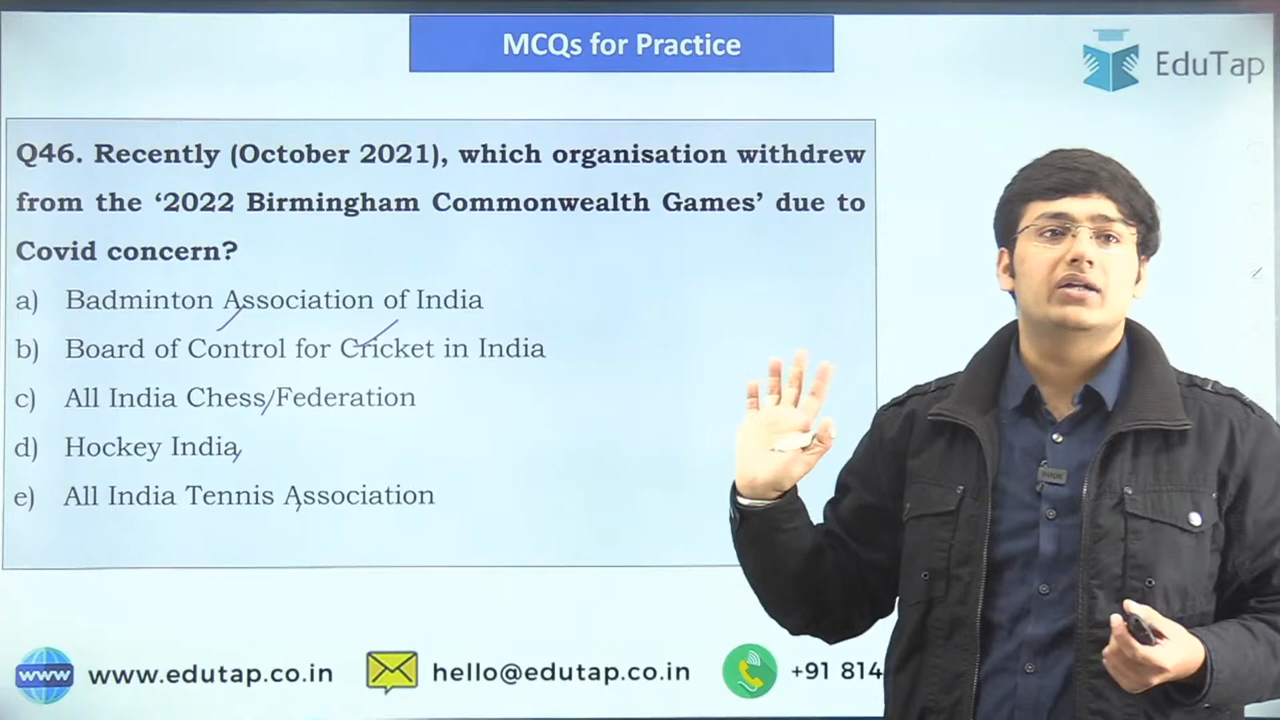 MCQs for Practice
EduTap
Q46. Recently (October 2021), which organisation withdrew
from the ‘2022 Birmingham Commonwealth Games’ due to
Covid concern?
a) Badminton Association of India
b) Board of Control for Cricket in India
c) All India Chess Federation
d) Hockey India
e) All India Tennis Association
www www.edutap.co.in hello@edutap.co.in +91 814